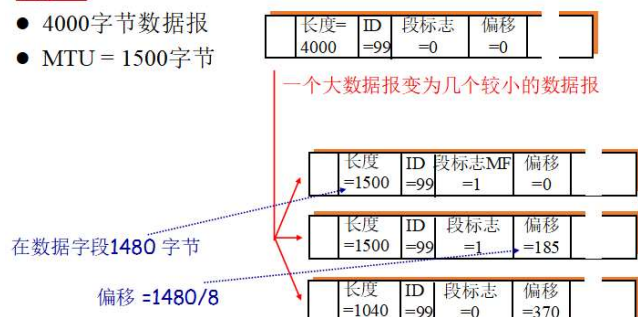 ● 4000字节数据报
● MTU = 1500字节
长度=4000 ID=99 段标志=0 偏移=0
一个大数据报变为几个较小的数据报
长度=1500 ID=99 段标志MF=1 偏移=0
长度=1500 ID=99 段标志=1 偏移=185
在数据字段1480 字节
偏移 =1480/8
长度=1040 ID=99 段标志=0 偏移=370